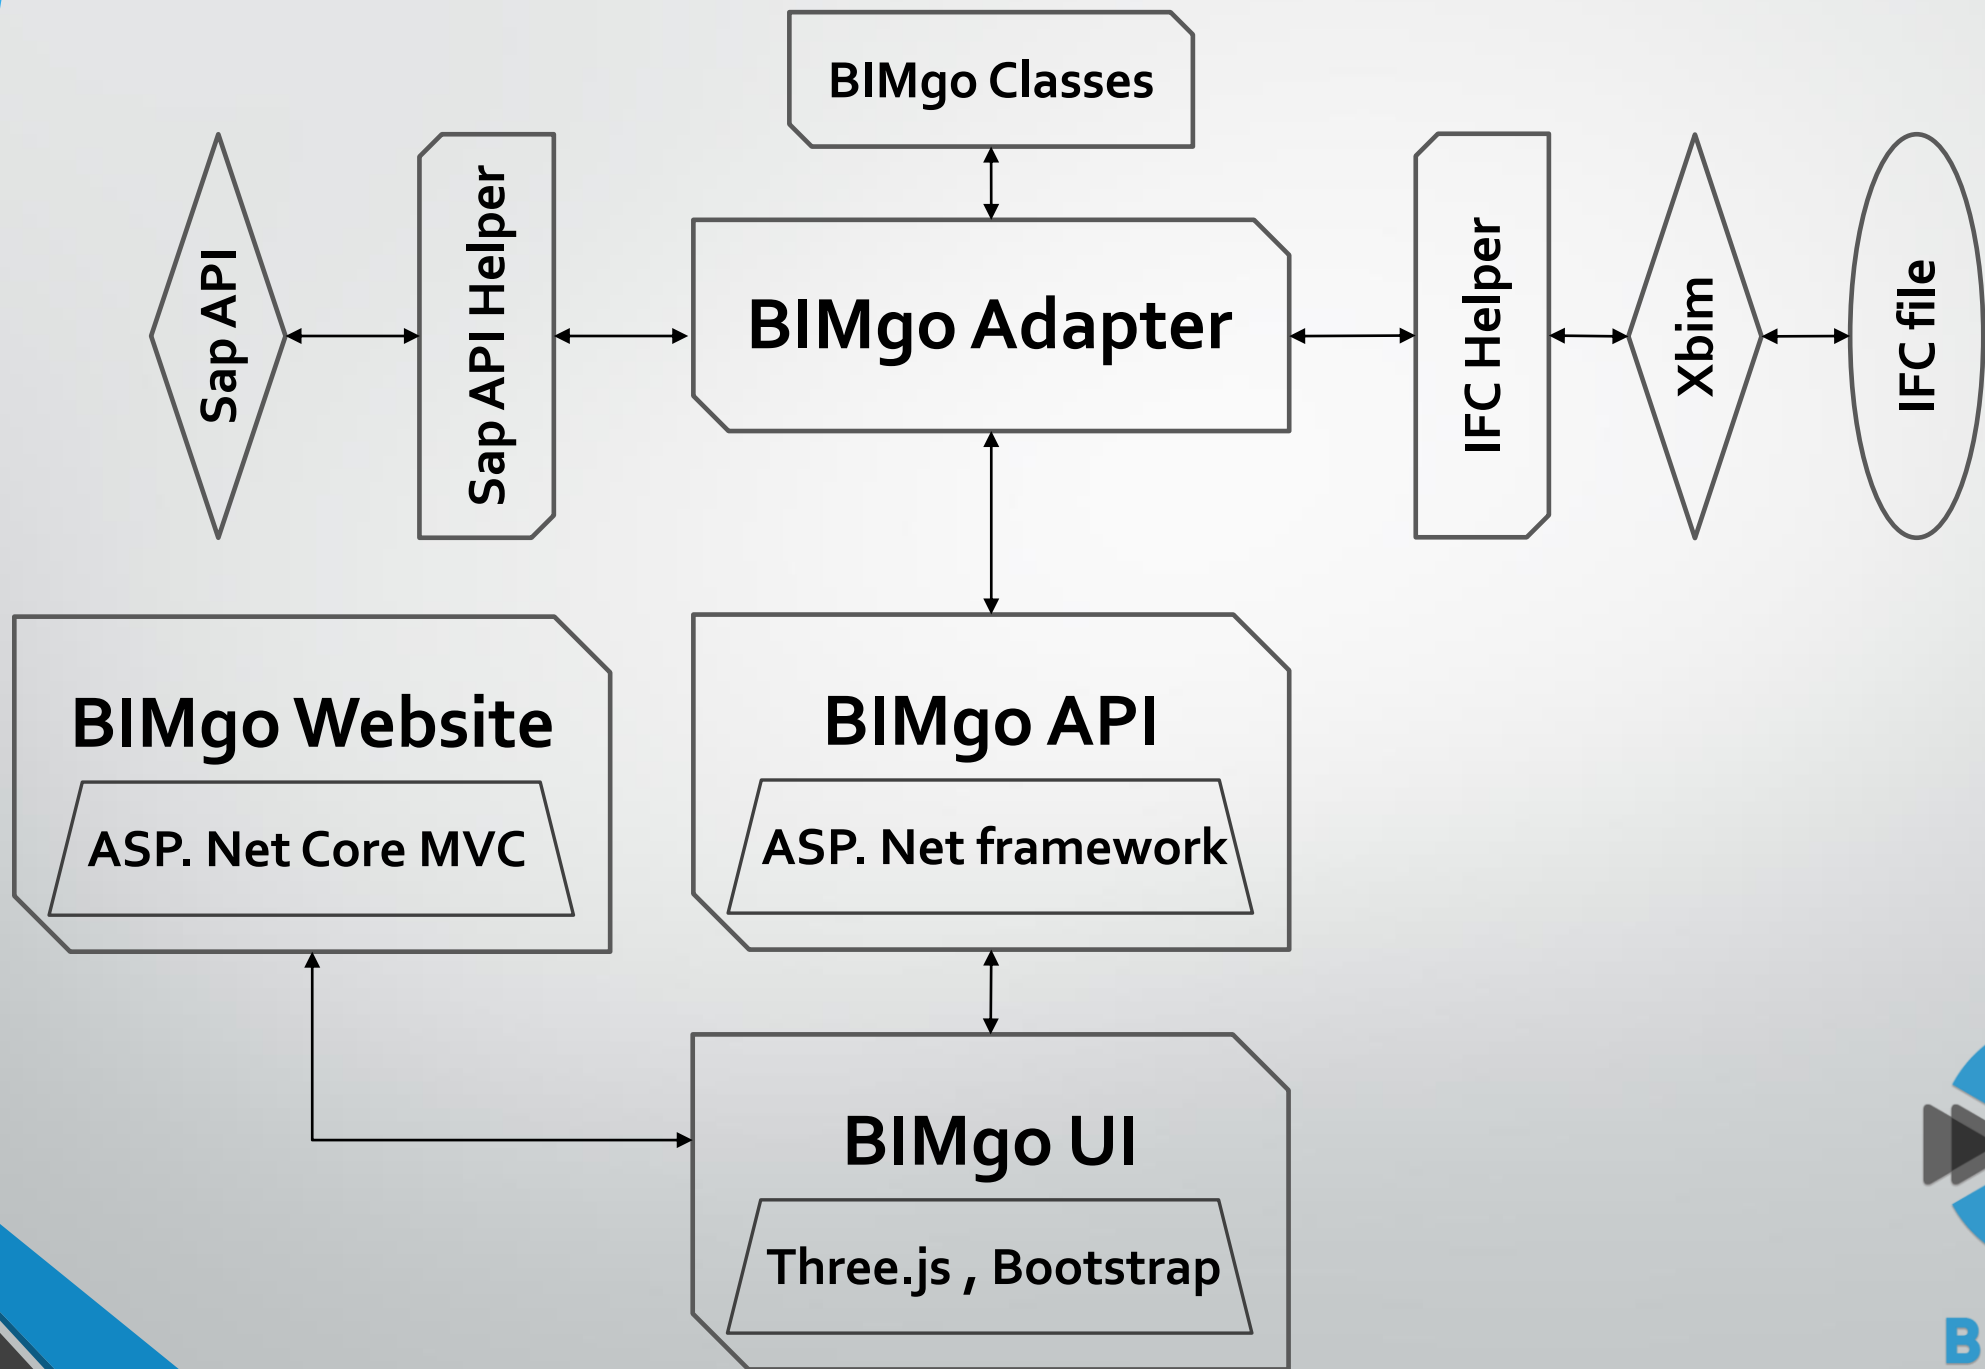 BIMgo Classes
Sap API
Sap API Helper
BIMgo Adapter
IFC Helper
Xbim
IFC file
BIMgo Website
ASP. Net Core MVC
BIMgo API
ASP. Net framework
BIMgo UI
Three.js , Bootstrap
B